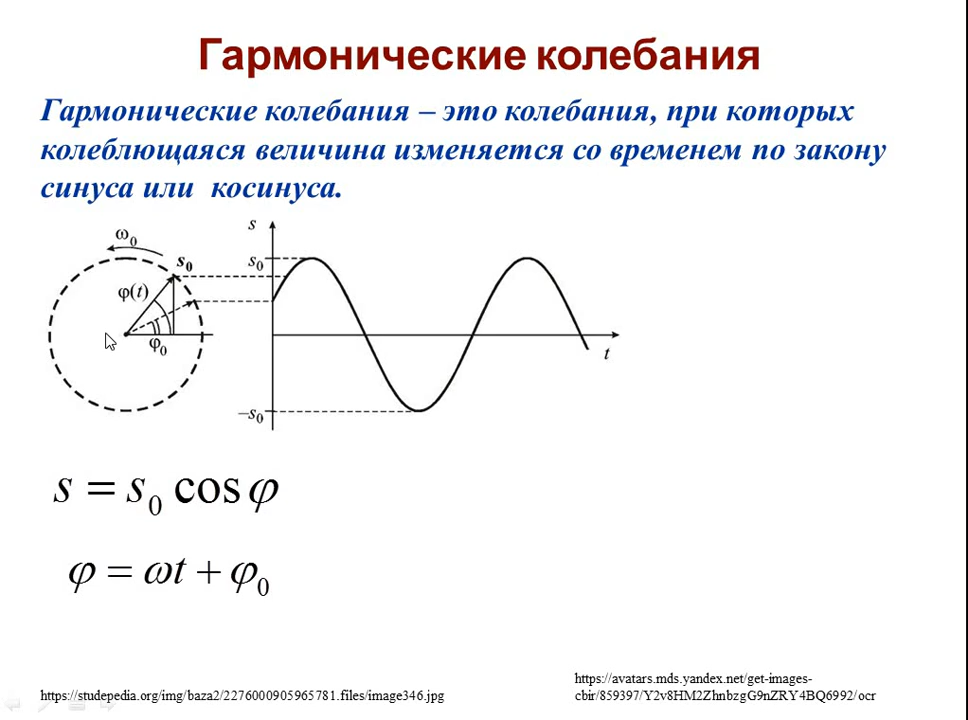 Гармонические колебания
Гармонические колебания – это колебания, при которых
колеблющаяся величина изменяется со временем по закону
синуса или косинуса.
ω₀
s₀
φ(t)
φ₀
s
s₀
–s₀
t
s = s₀ cos φ
φ = ωt + φ₀
https://studepedia.org/img/baza2/2276000905965781.files/image346.jpg
https://avatars.mds.yandex.net/get-images-
cbir/859397/Y2v8HM2ZhnbzgG9nZRY4BQ6992/ocr